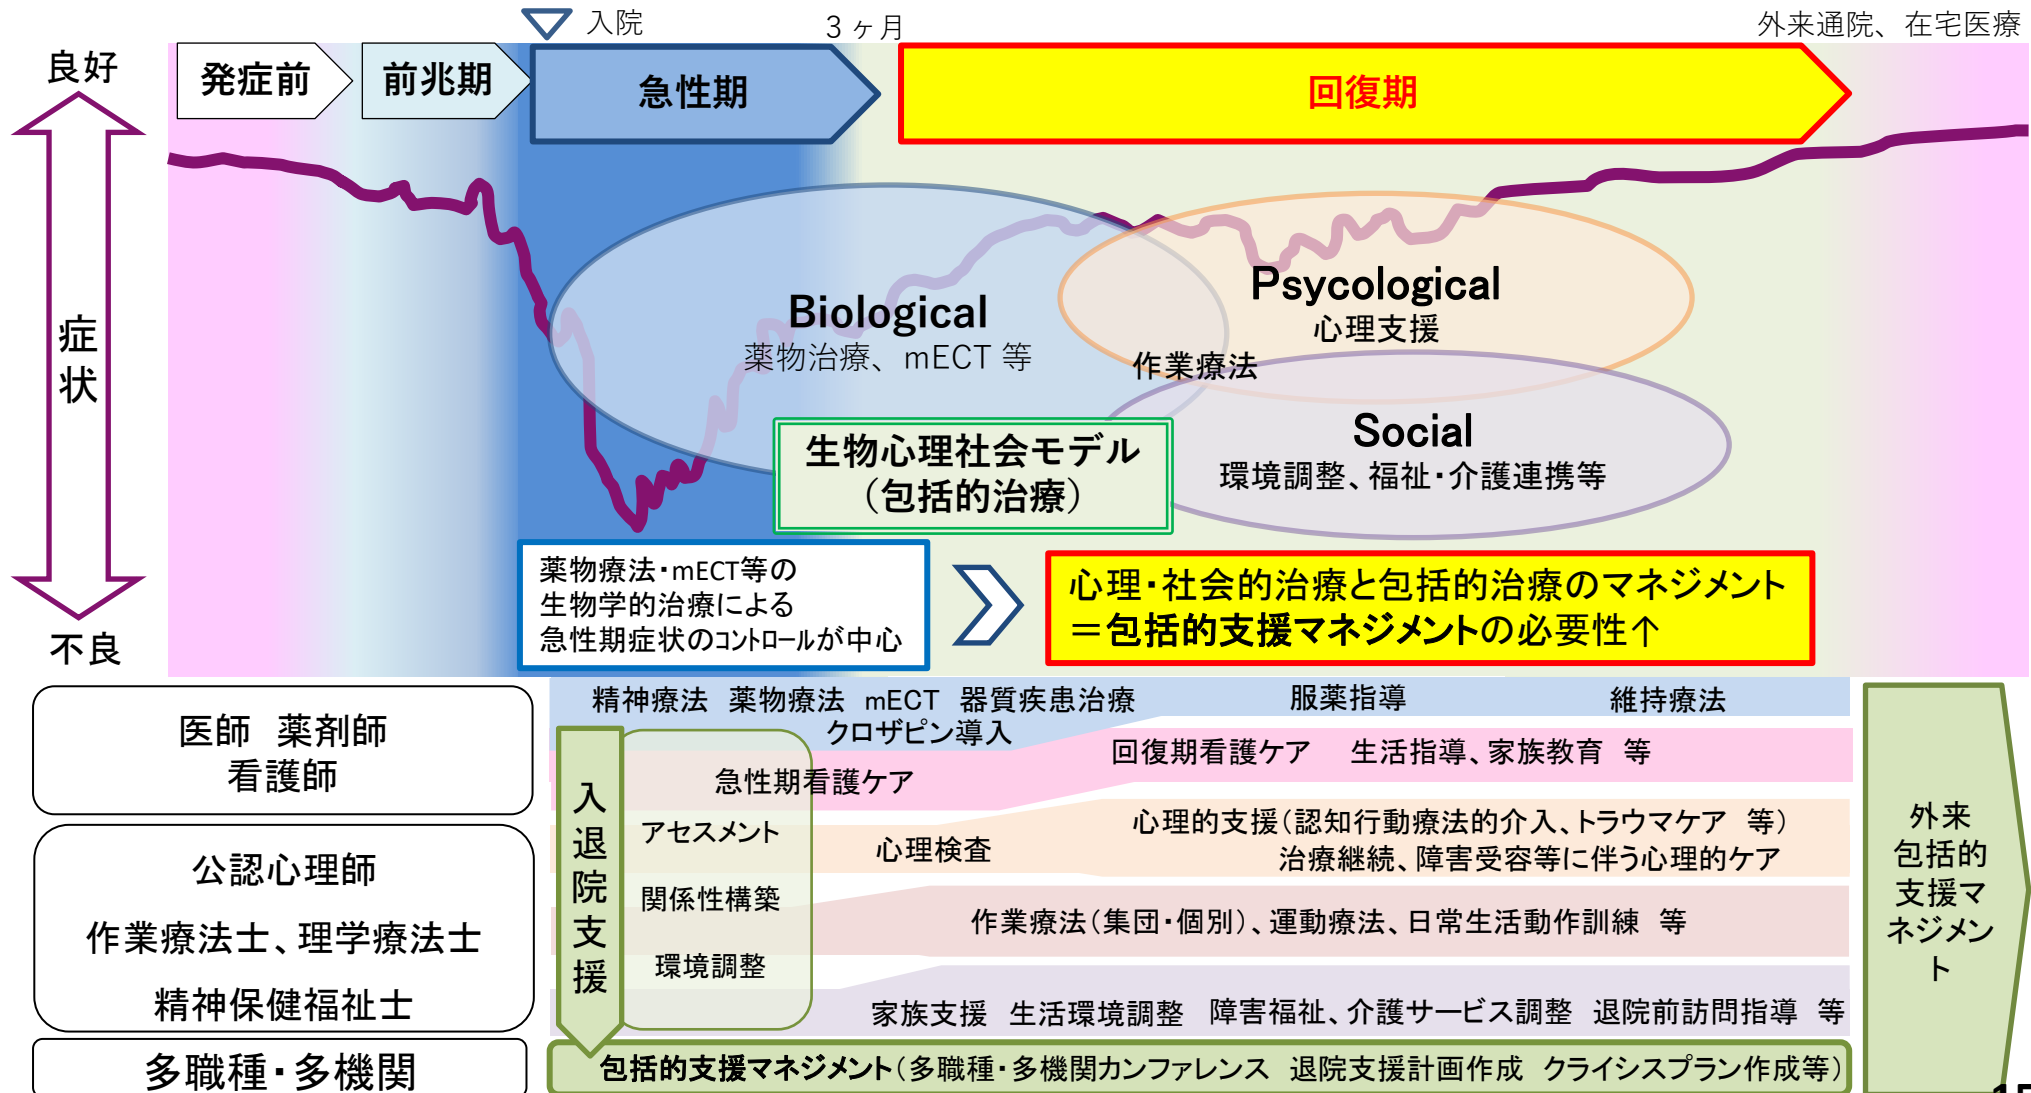 入院
3ヶ月
外来通院、在宅医療
良好
発症前
前兆期
急性期
回復期
症状
不良
Biological
薬物治療、mECT 等
Psycological
心理支援
作業療法
Social
環境調整、福祉・介護連携等
生物心理社会モデル
（包括的治療）
薬物療法・mECT等の
生物学的治療による
急性期症状のコントロールが中心
心理・社会的治療と包括的治療のマネジメント
＝包括的支援マネジメントの必要性↑
医師　薬剤師
看護師
精神療法　薬物療法　mECT　器質疾患治療
服薬指導
維持療法
クロザピン導入
急性期看護ケア
回復期看護ケア　生活指導、家族教育　等
入退院支援
アセスメント
関係性構築
環境調整
公認心理師
作業療法士、理学療法士
精神保健福祉士
心理検査
心理的支援（認知行動療法的介入、トラウマケア　等）
治療継続、障害受容等に伴う心理的ケア
作業療法（集団・個別）、運動療法、日常生活動作訓練　等
家族支援　生活環境調整　障害福祉、介護サービス調整　退院前訪問指導　等
多職種・多機関
包括的支援マネジメント（多職種・多機関カンファレンス　退院支援計画作成　クライシスプラン作成等）
外来
包括的
支援マ
ネジメン
ト